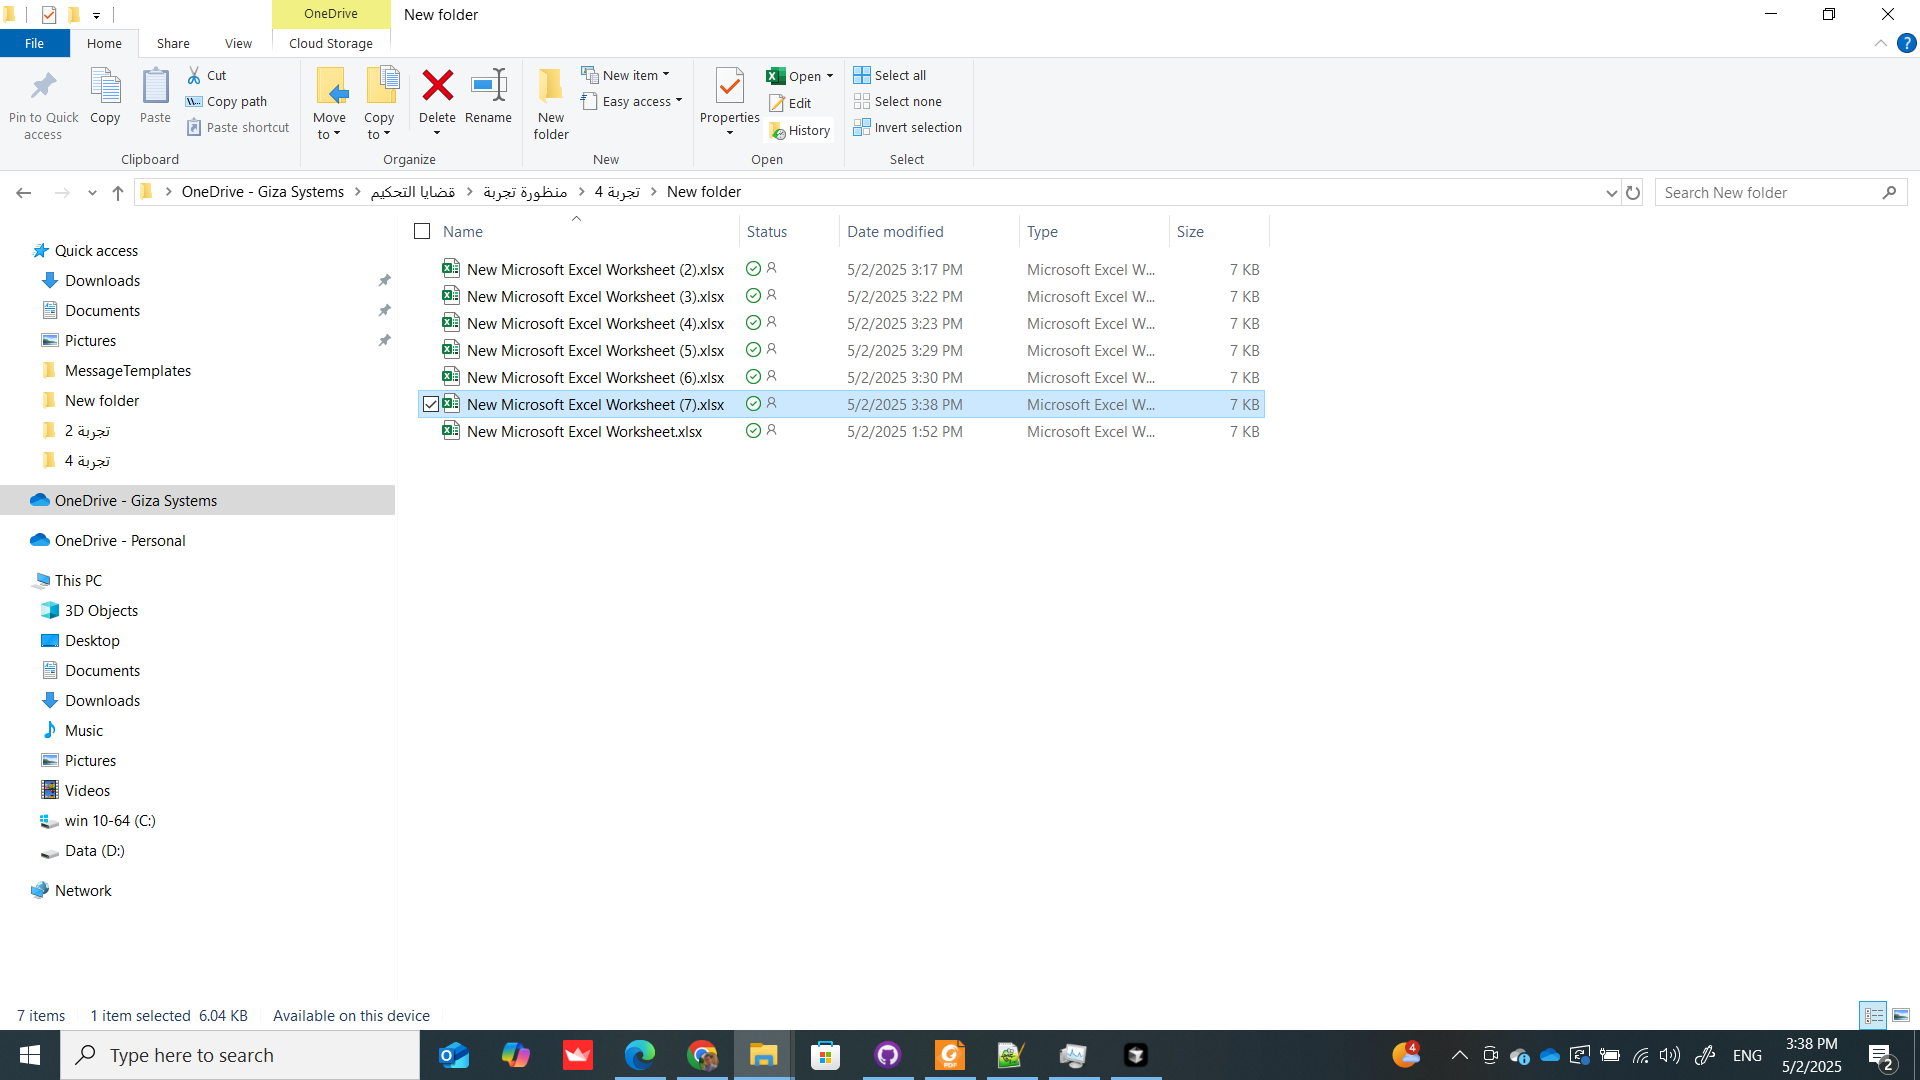 OneDrive
New folder
File
Home
Share
View
Cloud Storage
Pin to Quick access
Copy
Paste
Cut
Copy path
Paste shortcut
Clipboard
Move to
Copy to
Delete
Rename
Organize
New folder
New item
Easy access
New
Properties
Open
Edit
History
Open
Select all
Select none
Invert selection
Select
OneDrive - Giza Systems
قضايا التحكيم
منظورة تجربة
تجربة 4
New folder
Search New folder
Name Status Date modified Type Size
New Microsoft Excel Worksheet (2).xlsx 5/2/2025 3:17 PM Microsoft Excel W... 7 KB
New Microsoft Excel Worksheet (3).xlsx 5/2/2025 3:22 PM Microsoft Excel W... 7 KB
New Microsoft Excel Worksheet (4).xlsx 5/2/2025 3:23 PM Microsoft Excel W... 7 KB
New Microsoft Excel Worksheet (5).xlsx 5/2/2025 3:29 PM Microsoft Excel W... 7 KB
New Microsoft Excel Worksheet (6).xlsx 5/2/2025 3:30 PM Microsoft Excel W... 7 KB
New Microsoft Excel Worksheet (7).xlsx 5/2/2025 3:38 PM Microsoft Excel W... 7 KB
New Microsoft Excel Worksheet.xlsx 5/2/2025 1:52 PM Microsoft Excel W... 7 KB
Quick access
Downloads
Documents
Pictures
MessageTemplates
New folder
تجربة 2
تجربة 4
OneDrive - Giza Systems
OneDrive - Personal
This PC
3D Objects
Desktop
Documents
Downloads
Music
Pictures
Videos
win 10-64 (C:)
Data (D:)
Network
7 items 1 item selected 6.04 KB Available on this device
Type here to search
PDF
4
ENG
3:38 PM
5/2/2025
2